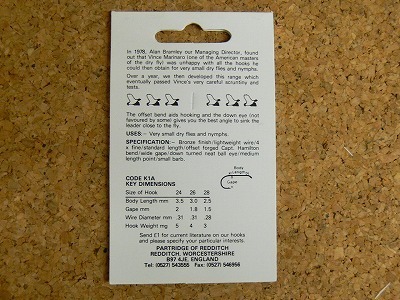 In 1978, Alan Bramley our Managing Director, found
out that Vince Marinaro (one of the American masters
of the dry fly) was unhappy with all the hooks he
could then obtain for very small dry flies and nymphs.
Over a year, we then developed this range which
eventually passed Vince's very careful scrutiny and
tests.
The offset bend aids hooking and the down eye (not
favoured by some) gives you the best angle to sink the
leader close to the fly.
USES:- Very small dry flies and nymphs.
SPECIFICATION:- Bronze finish/lightweight wire/4
x fine/standard length/offset forged Capt. Hamilton
bend/wide gape/down turned neat ball eye/medium
length point/small barb.
Body
Length
Gape
CODE K1A
KEY DIMENSIONS
Size of Hook 24 26 28
Body Length mm 3.5 3.0 2.5
Gape mm 2 1.8 1.5
Wire Diameter mm .31 .31 .28
Hook Weight mg 5 4 3
Send £1 for current literature on our hooks
and please specify your particular interests.
PARTRIDGE OF REDDITCH
REDDITCH, WORCESTERSHIRE
B97 4JE, ENGLAND
Tel: (0527) 543555 Fax: (0527) 546956